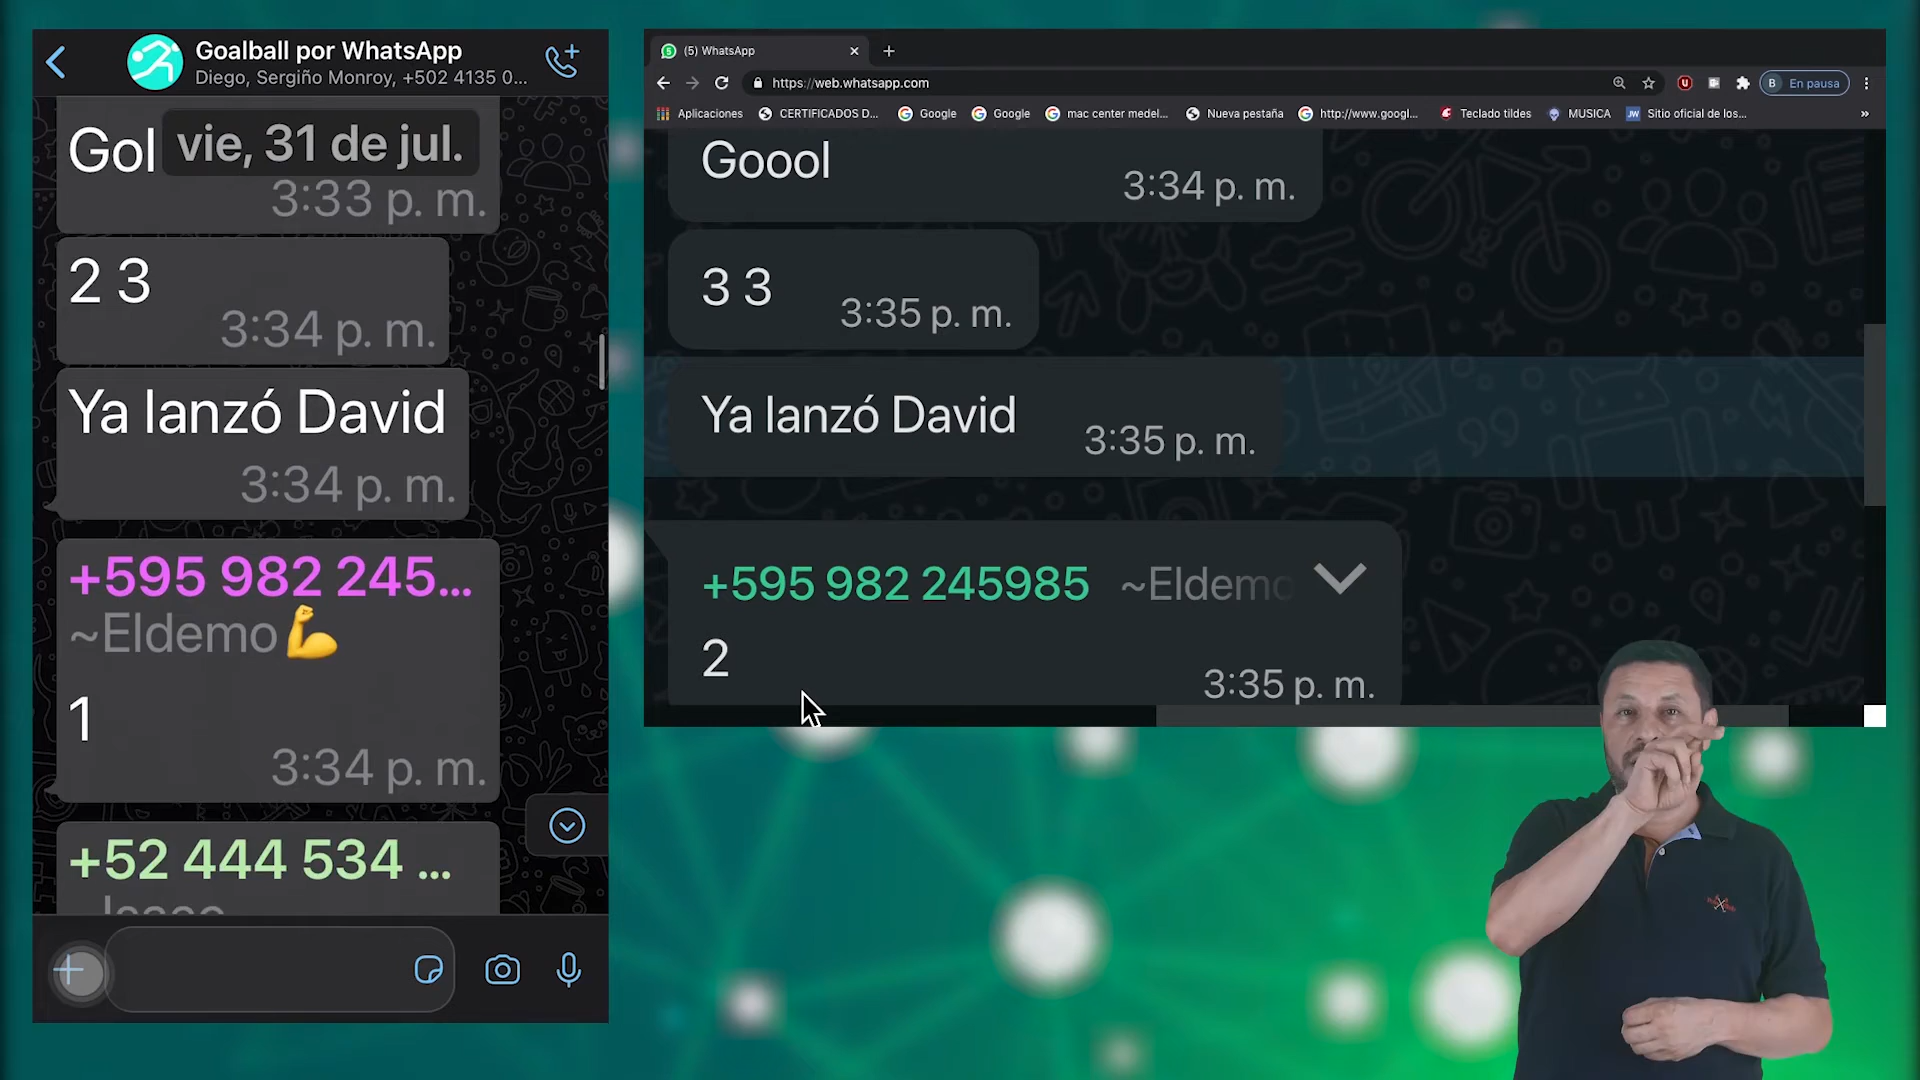 Goalball por WhatsApp
Diego, Sergiño Monroy, +502 4135 0...
Gol
vie, 31 de jul.
3:33 p. m.
2 3
3:34 p. m.
Ya lanzó David
3:34 p. m.
+595 982 245...
~Eldemo💪
1
3:34 p. m.
+52 444 534 ...
(5) WhatsApp
https://web.whatsapp.com
B En pausa
Aplicaciones
CERTIFICADOS D...
Google
Google
mac center medel...
Nueva pestaña
http://www.googl...
Teclado tildes
MUSICA
JW Sitio oficial de los...
Goool
3:34 p. m.
3 3
3:35 p. m.
Ya lanzó David
3:35 p. m.
+595 982 245985 ~Eldemo
2
3:35 p. m.